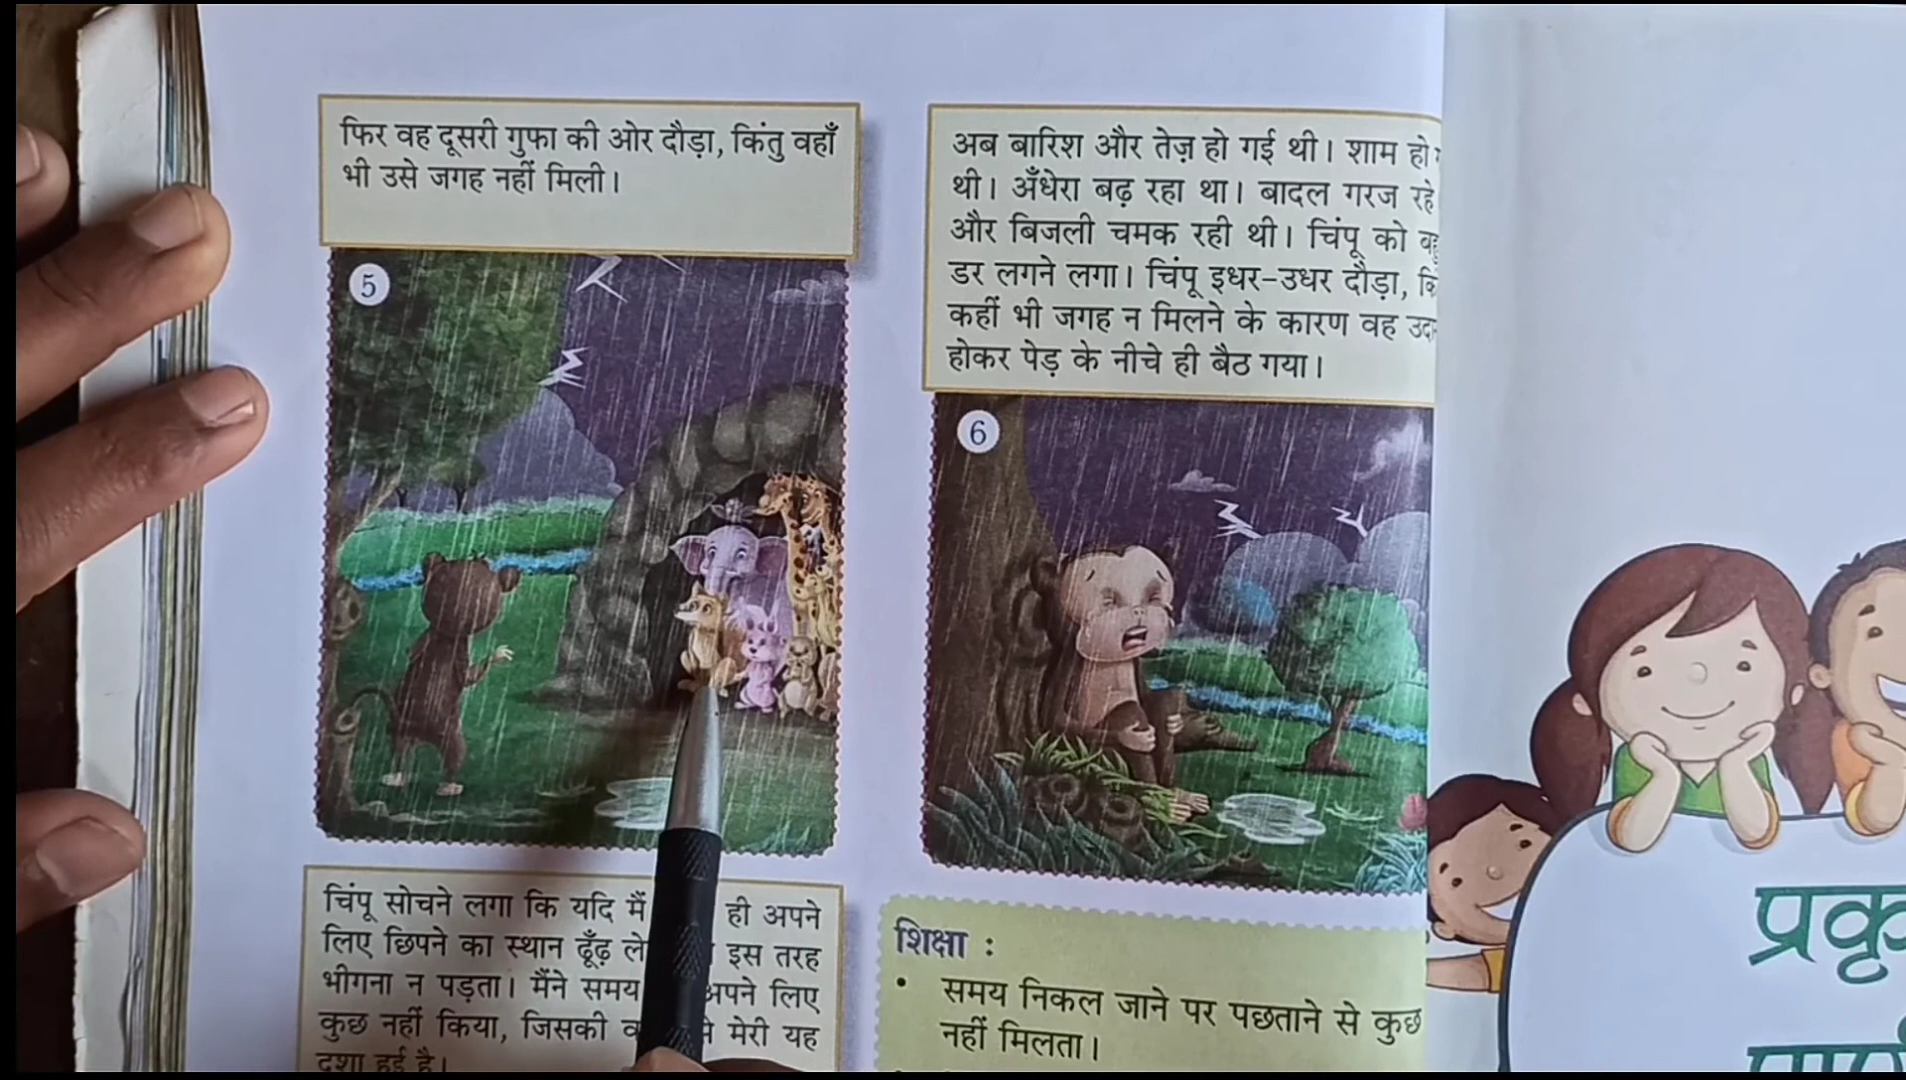 फिर वह दूसरी गुफा की ओर दौड़ा, किंतु वहाँ
भी उसे जगह नहीं मिली।
5
चिंपू सोचने लगा कि यदि मैं ही अपने
लिए छिपने का स्थान ढूँढ़ इस तरह
भीगना न पड़ता। मैंने समय अपने लिए
कुछ नहीं किया, जिसकी मेरी यह
दशा हुई है।
अब बारिश और तेज़ हो गई थी। शाम हो
थी। अँधेरा बढ़ रहा था। बादल गरज रहे
और बिजली चमक रही थी। चिंपू को
डर लगने लगा। चिंपू इधर-उधर दौड़ा,
कहीं भी जगह न मिलने के कारण वह
होकर पेड़ के नीचे ही बैठ गया।
6
शिक्षा :
• समय निकल जाने पर पछताने से कुछ
नहीं मिलता।